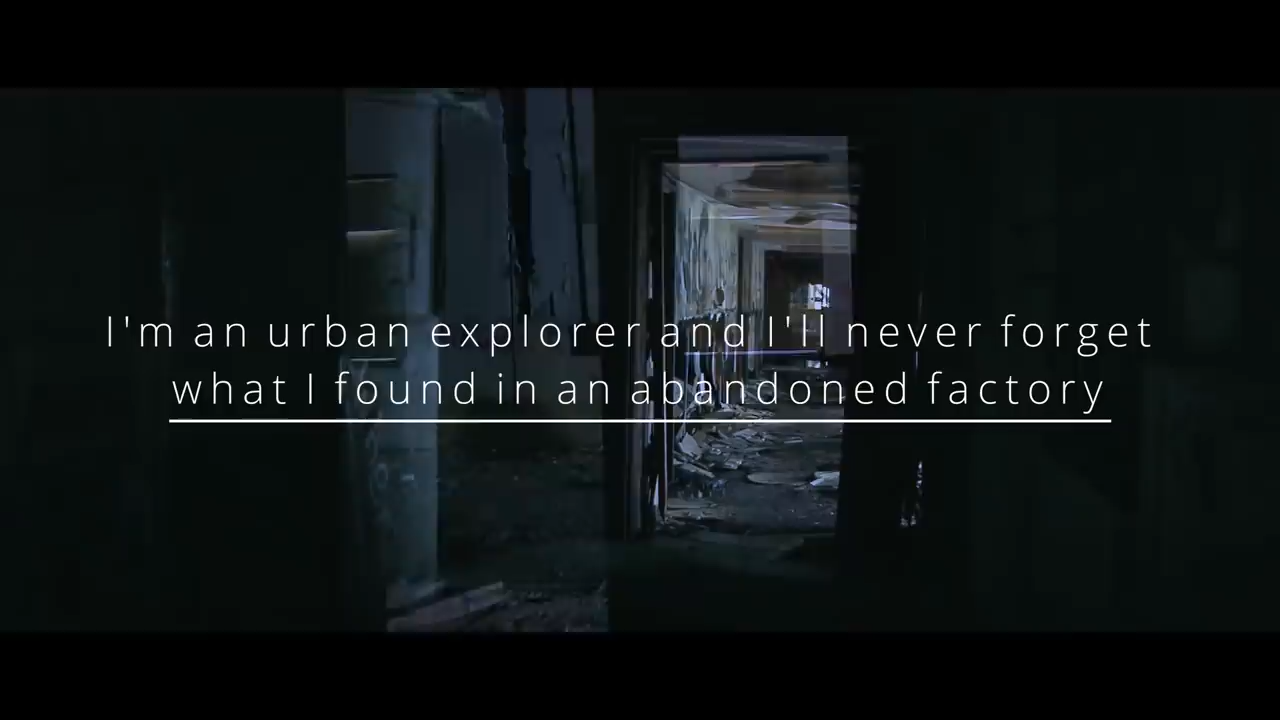 I'm an urban explorer and I'll never forget
what I found in an abandoned factory